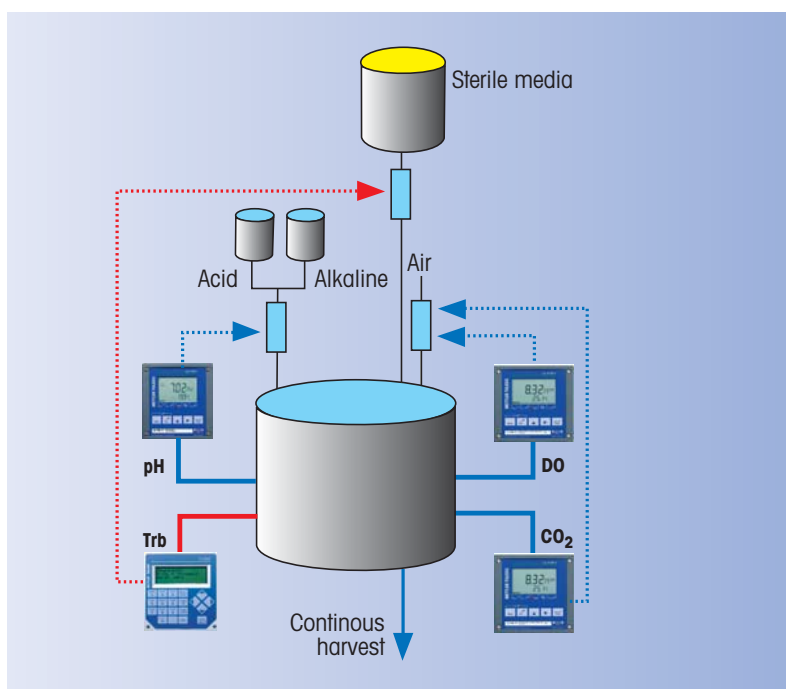 Sterile media
Acid
Alkaline
Air
7.02
8.32
pH
DO
Trb
CO2
8.32
Continous
harvest